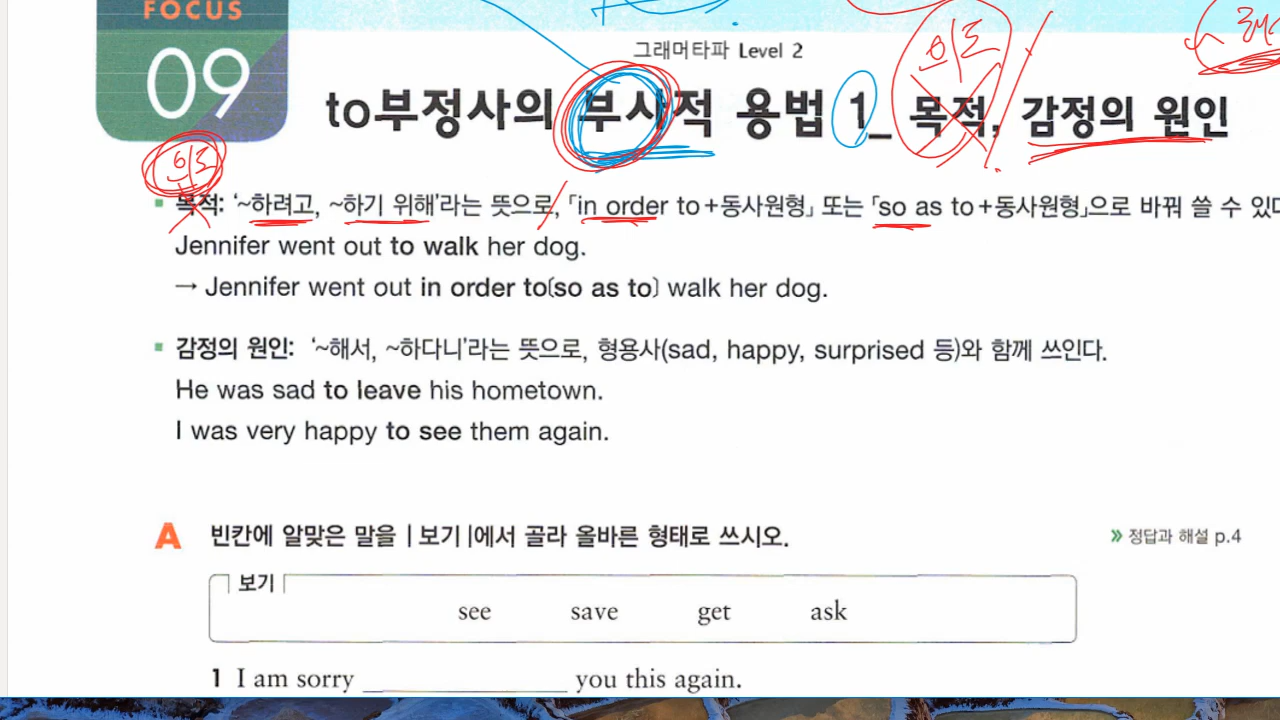 FOCUS
09
그래머타파 Level 2
의도
to부정사의 부사적 용법 1_ 목적, 감정의 원인
의도
목적: ‘~하려고, ~하기 위해’라는 뜻으로, 「in order to+동사원형」 또는 「so as to+동사원형」으로 바꿔 쓸 수 있다
Jennifer went out to walk her dog.
→ Jennifer went out in order to(so as to) walk her dog.
감정의 원인: ‘~해서, ~하다니’라는 뜻으로, 형용사(sad, happy, surprised 등)와 함께 쓰인다.
He was sad to leave his hometown.
I was very happy to see them again.
A 빈칸에 알맞은 말을 |보기|에서 골라 올바른 형태로 쓰시오.
» 정답과 해설 p.4
|보기|
see save get ask
1 I am sorry ____________ you this again.